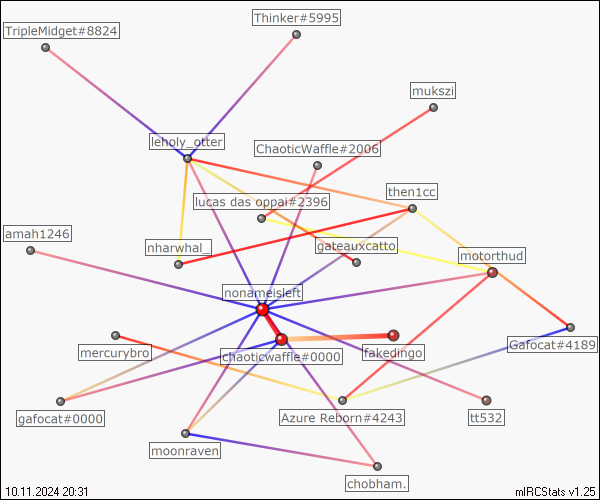 Thinker#5995
TripleMidget#8824
mukszi
leholy_otter
ChaoticWaffle#2006
then1cc
lucas das oppai#2396
amah1246
nharwhal_
gateauxcatto
motorthud
nonameisleft
Gafocat#4189
mercurybro
chaoticwaffle#0000
fakedingo
gafocat#0000
Azure Reborn#4243
tt532
moonraven
chobham.
10.11.2024 20:31
mIRCStats v1.25